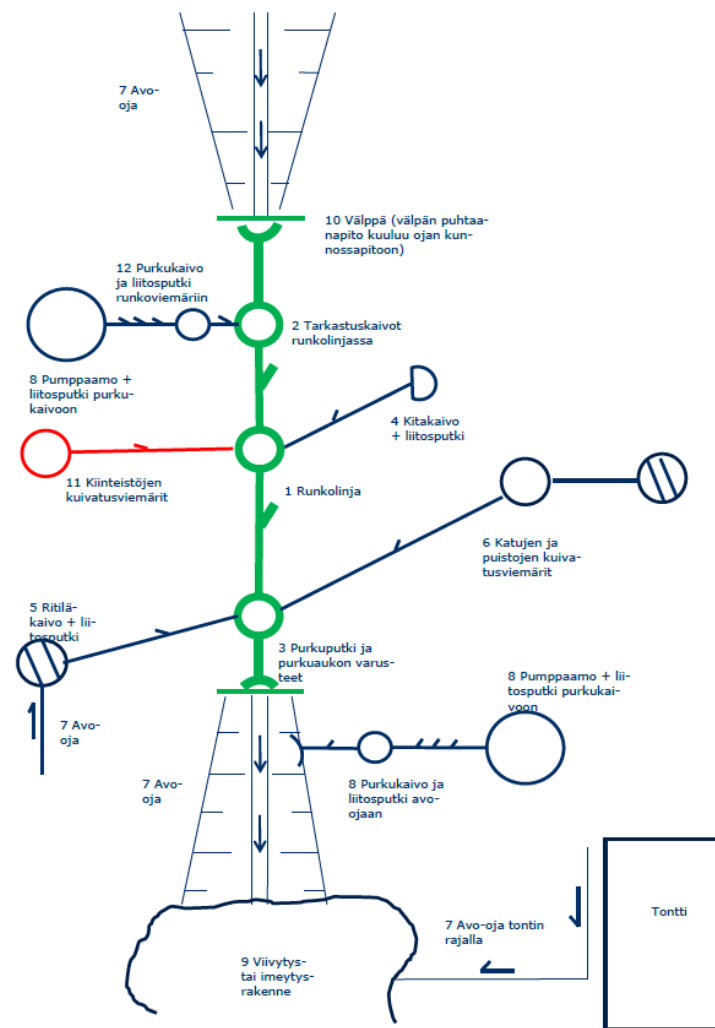 7 Avo-
oja
10 Välppä (välpän puhtaa-
napito kuuluu ojan kun-
nossapitoon)
12 Purkukaivo
ja liitosputki
runkoviemäriin
2 Tarkastuskaivot
runkolinjassa
8 Pumppaamo +
liitosputki purku-
kaivoon
4 Kitakaivo
+ liitosputki
11 Kiinteistöjen
kuivatusviemärit
1 Runkolinja
6 Katujen ja
puistojen kuiva-
tusviemärit
5 Ritilä-
kaivo + lii-
tosputki
3 Purkuputki ja
purkuaukon varus-
teet
8 Pumppaamo + lii-
tosputki purkukai-
voon
7 Avo-
oja
7 Avo-
oja
8 Purkukaivo ja
liitosputki avo-
ojaan
7 Avo-oja tontin
rajalla
Tontti
9 Viivytys-
tai imeytys-
rakenne